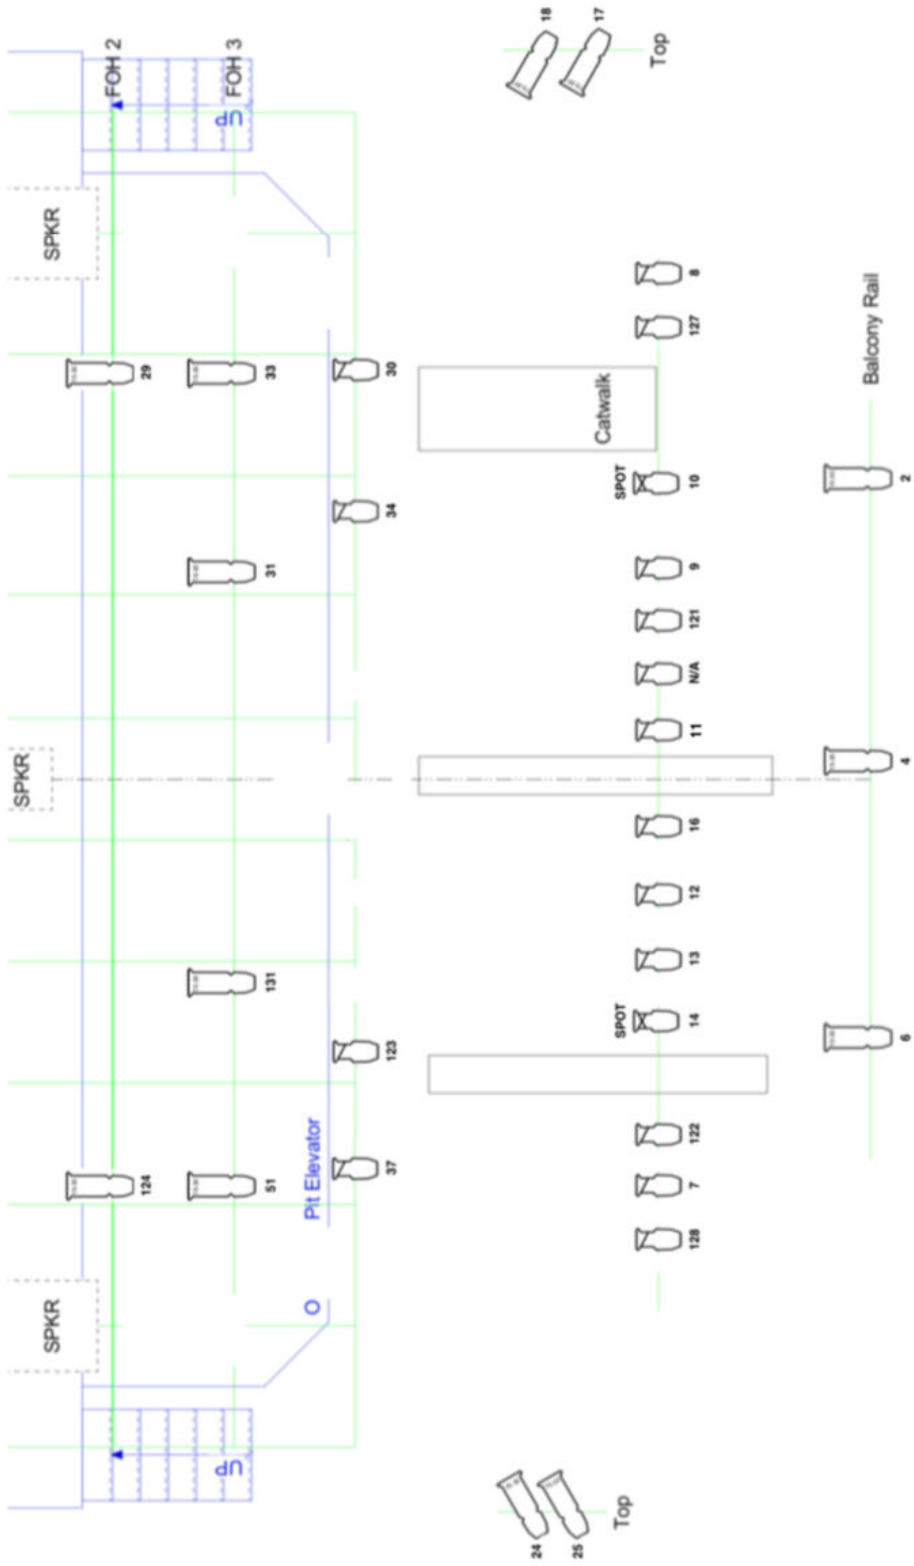 SPKR
SPKR
SPKR
FOH 2
124
29
UP
UP
FOH 3
51
131
31
33
O
Pit Elevator
37
123
34
30
24
18
25
17
Catwalk
Top
SPOT
SPOT
Top
128
7
122
14
13
12
16
11
N/A
121
9
10
127
8
Balcony Rail
6
4
2